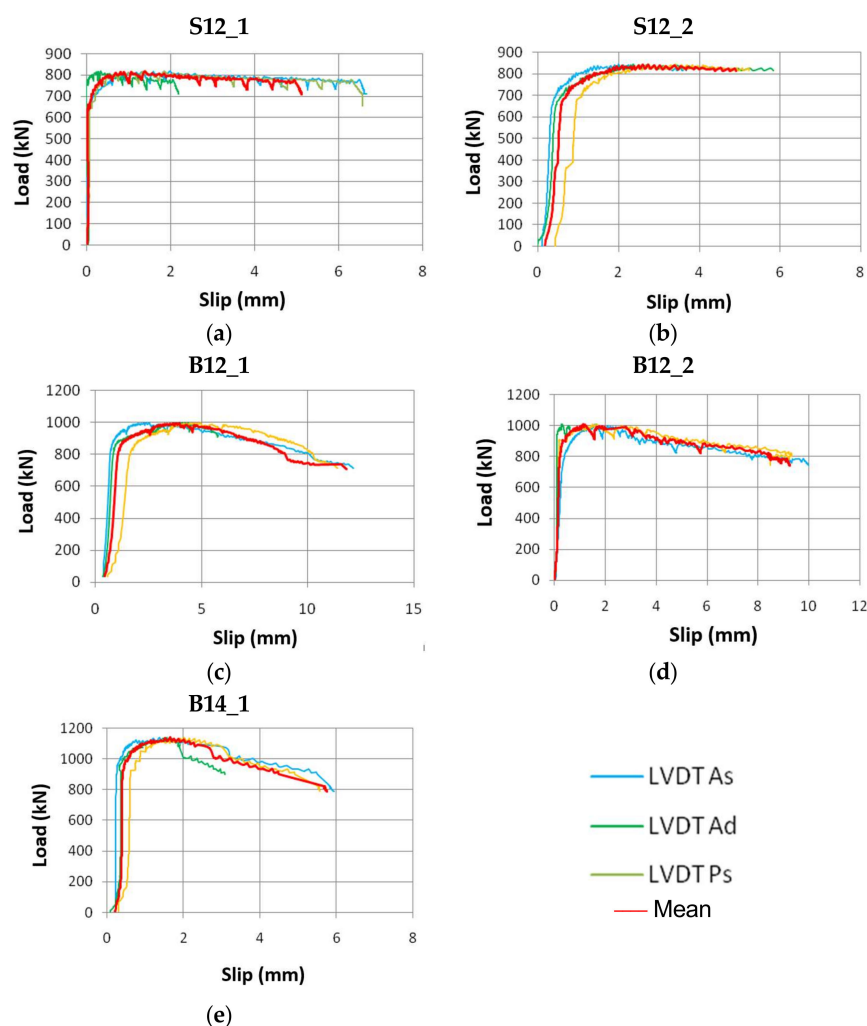 S12_1
900
800
700
600
500
400
300
200
100
0
0 2 4 6 8
Load (kN)
Slip (mm)
(a)
S12_2
900
800
700
600
500
400
300
200
100
0
0 2 4 6 8
Load (kN)
Slip (mm)
(b)
B12_1
1200
1000
800
600
400
200
0
0 5 10 15
Load (kN)
Slip (mm)
(c)
B12_2
1200
1000
800
600
400
200
0
0 2 4 6 8 10 12
Load (kN)
Slip (mm)
(d)
B14_1
1200
1000
800
600
400
200
0
0 2 4 6 8
Load (kN)
Slip (mm)
(e)
LVDT As
LVDT Ad
LVDT Ps
Mean